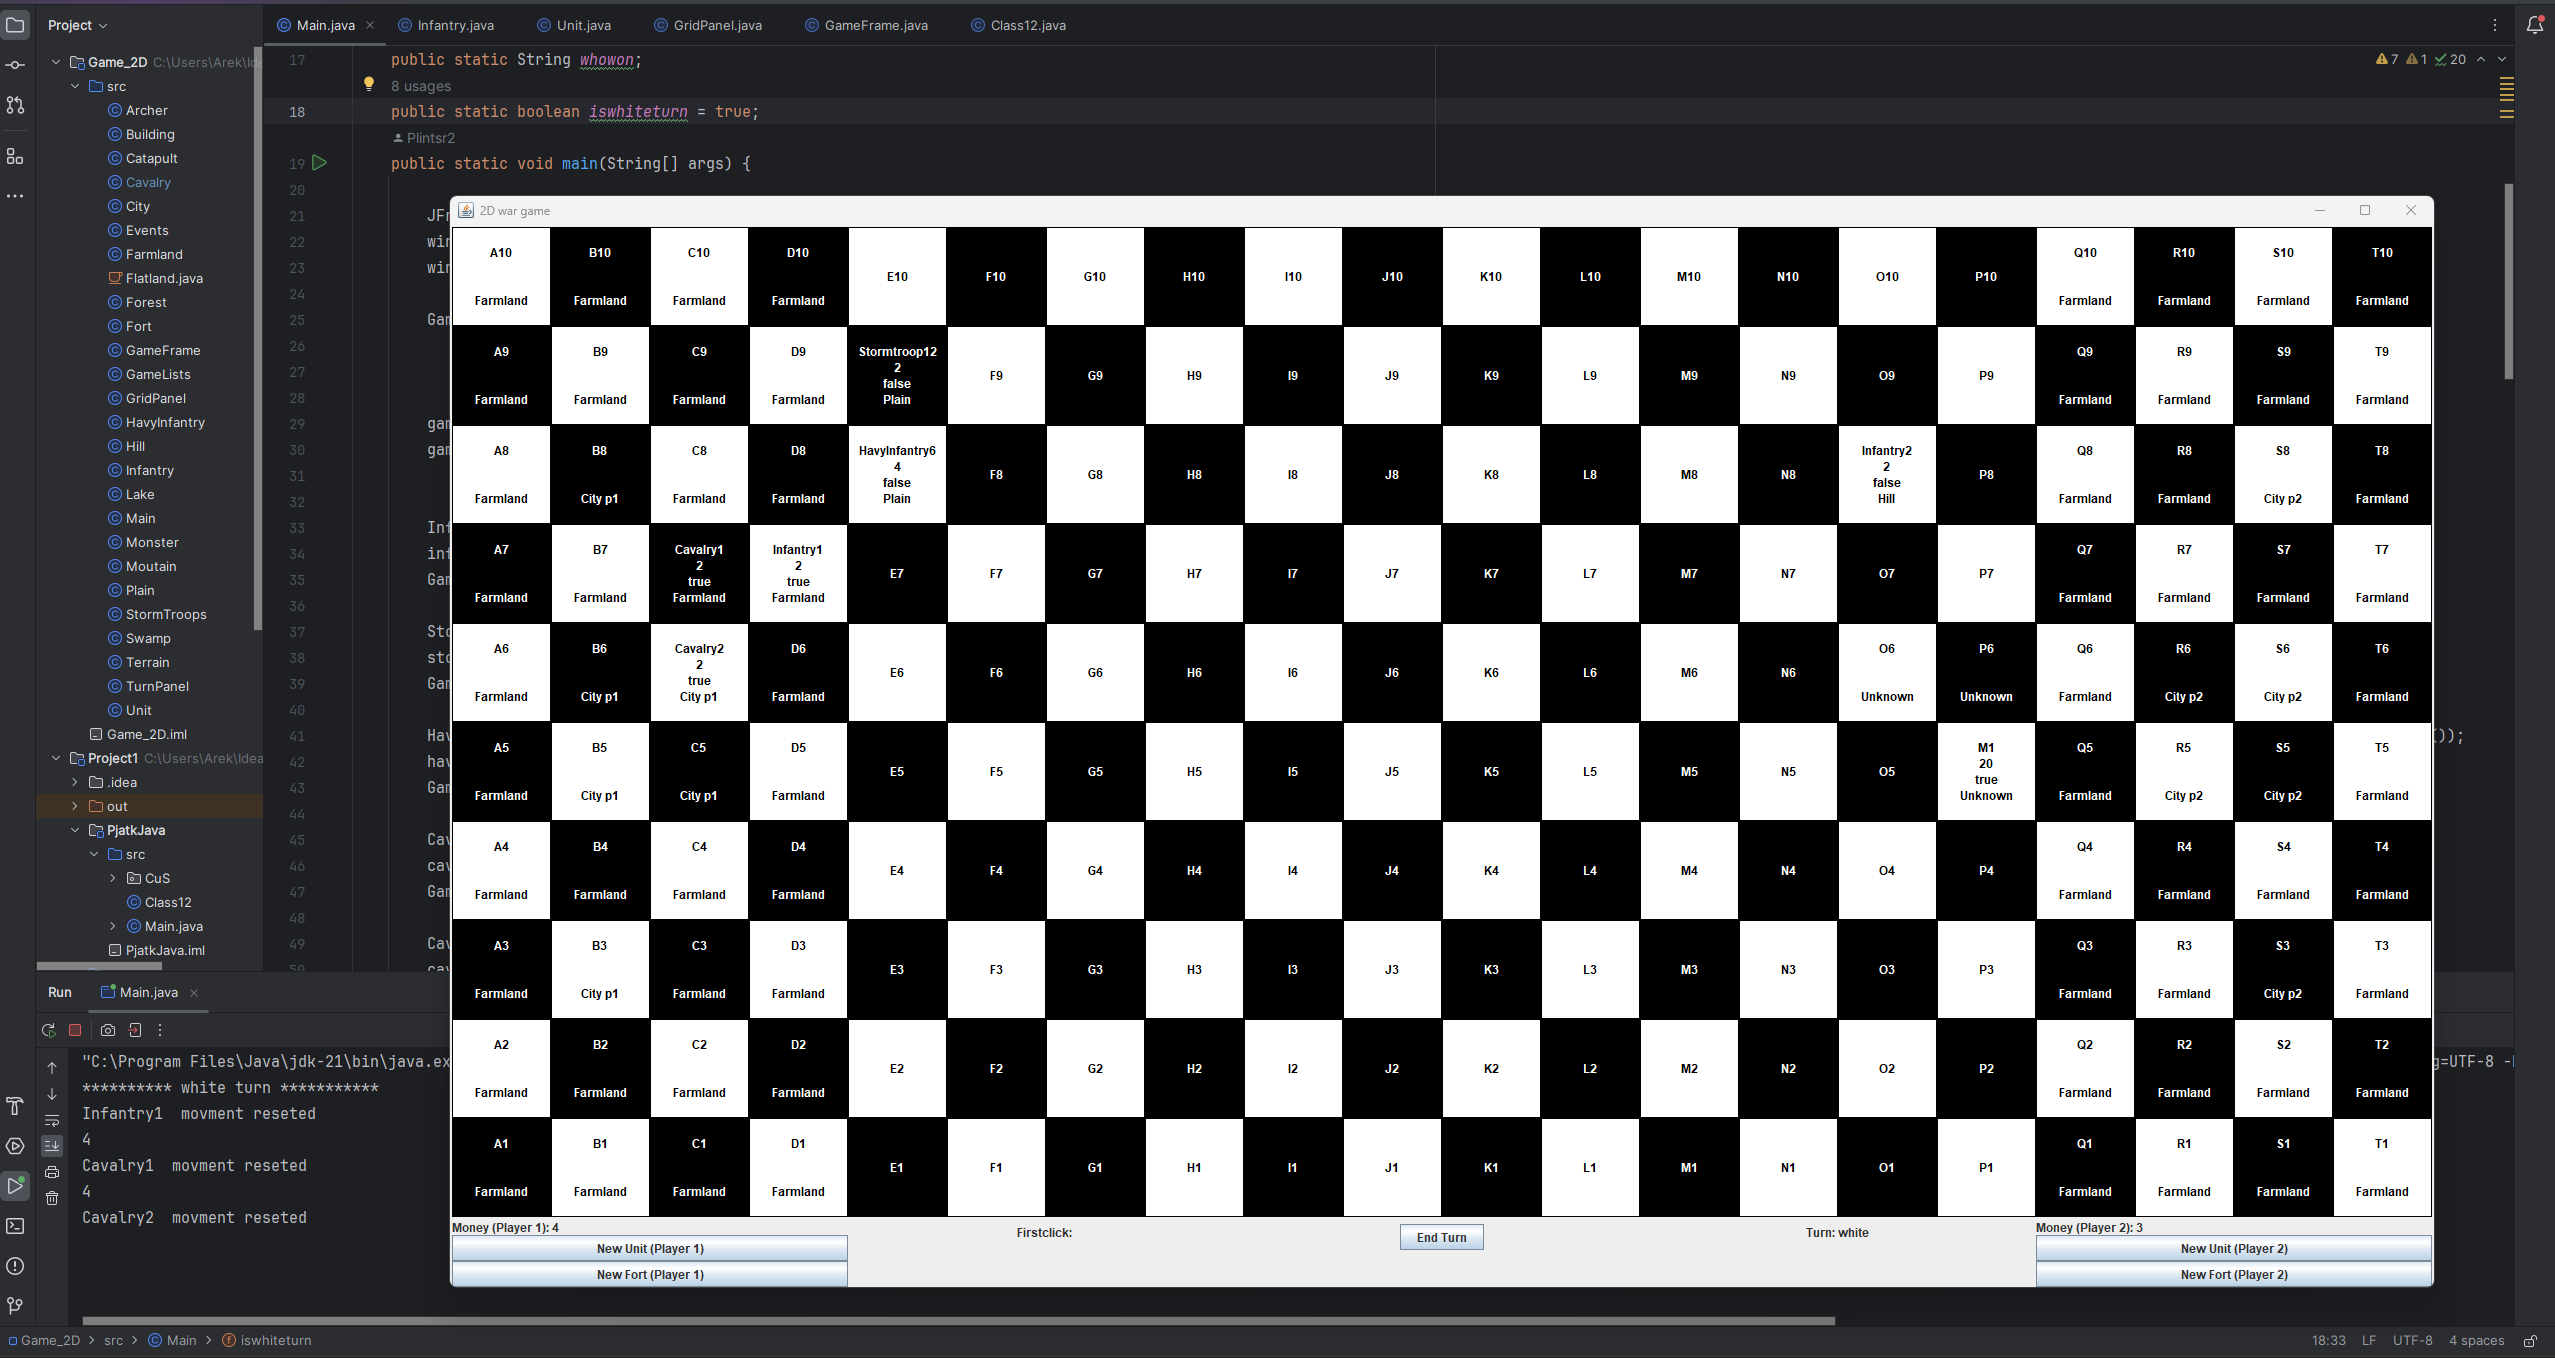 Project
Main.java
Infantry.java
Unit.java
GridPanel.java
GameFrame.java
Class12.java
Game_2D C:\Users\Arek\Ide
src
Archer
Building
Catapult
Cavalry
City
Events
Farmland
Flatland.java
Forest
Fort
GameFrame
GameLists
GridPanel
HavyInfantry
Hill
Infantry
Lake
Main
Monster
Moutain
Plain
StormTroops
Swamp
Terrain
TurnPanel
Unit
Game_2D.iml
Project1 C:\Users\Arek\Idea
.idea
out
PjatkJava
src
CuS
Class12
Main.java
PjatkJava.iml
7 1 20
17 public static String whowon;
8 usages
18 public static boolean iswhiteturn = true;
Plintsr2
19 public static void main(String[] args) {
20
21 JFr
22 win
23 win
24
25 Gam
26
27
28
29 gam
30 gam
31
32
33 Inf
34 inf
35 Gam
36
37 Sto
38 sto
39 Gam
40
41 Hav ());
42 hav
43 Gam
44
45 Cav
46 cav
47 Gam
48
49 Cav
50 cav
2D war game
A10 B10 C10 D10 E10 F10 G10 H10 I10 J10 K10 L10 M10 N10 O10 P10 Q10 R10 S10 T10
Farmland Farmland Farmland Farmland Farmland Farmland Farmland Farmland
A9 B9 C9 D9 Stormtroop12 F9 G9 H9 I9 J9 K9 L9 M9 N9 O9 P9 Q9 R9 S9 T9
2
false
Farmland Farmland Farmland Farmland Plain Farmland Farmland Farmland Farmland
A8 B8 C8 D8 HavyInfantry6 F8 G8 H8 I8 J8 K8 L8 M8 N8 Infantry2 P8 Q8 R8 S8 T8
4 2
false false
Farmland City p1 Farmland Farmland Plain Hill Farmland Farmland City p2 Farmland
A7 B7 Cavalry1 Infantry1 E7 F7 G7 H7 I7 J7 K7 L7 M7 N7 O7 P7 Q7 R7 S7 T7
2 2
true true
Farmland Farmland Farmland Farmland Farmland Farmland Farmland Farmland
A6 B6 Cavalry2 D6 E6 F6 G6 H6 I6 J6 K6 L6 M6 N6 O6 P6 Q6 R6 S6 T6
2
true
Farmland City p1 City p1 Farmland Unknown Unknown Farmland City p2 City p2 Farmland
A5 B5 C5 D5 E5 F5 G5 H5 I5 J5 K5 L5 M5 N5 O5 M1 Q5 R5 S5 T5
20
true
Farmland City p1 City p1 Farmland Unknown Farmland City p2 City p2 Farmland
A4 B4 C4 D4 E4 F4 G4 H4 I4 J4 K4 L4 M4 N4 O4 P4 Q4 R4 S4 T4
Farmland Farmland Farmland Farmland Farmland Farmland Farmland Farmland
A3 B3 C3 D3 E3 F3 G3 H3 I3 J3 K3 L3 M3 N3 O3 P3 Q3 R3 S3 T3
Farmland City p1 Farmland Farmland Farmland Farmland City p2 Farmland
A2 B2 C2 D2 E2 F2 G2 H2 I2 J2 K2 L2 M2 N2 O2 P2 Q2 R2 S2 T2
Farmland Farmland Farmland Farmland Farmland Farmland Farmland Farmland
A1 B1 C1 D1 E1 F1 G1 H1 I1 J1 K1 L1 M1 N1 O1 P1 Q1 R1 S1 T1
Farmland Farmland Farmland Farmland Farmland Farmland Farmland Farmland
Money (Player 1): 4
New Unit (Player 1)
New Fort (Player 1)
Firstclick:
End Turn
Turn: white
Money (Player 2): 3
New Unit (Player 2)
New Fort (Player 2)
Run
Main.java
"C:\Program Files\Java\jdk-21\bin\java.ex g=UTF-8 -
********** white turn ***********
Infantry1  movment reseted
4
Cavalry1  movment reseted
4
Cavalry2  movment reseted
Game_2D > src > Main > iswhiteturn
18:33 LF UTF-8 4 spaces